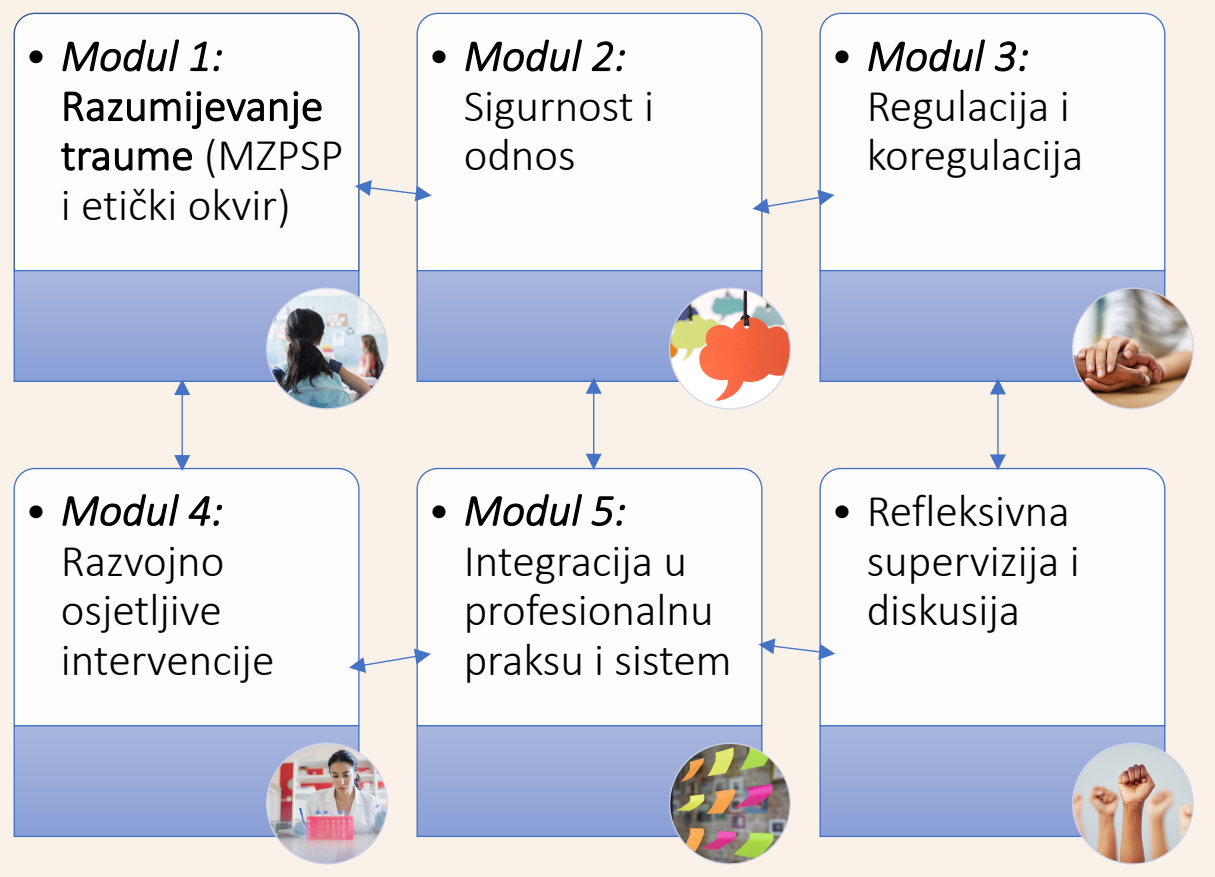 • Modul 1:
Razumijevanje
traume (MZPSP
i etički okvir)
• Modul 2:
Sigurnost i
odnos
• Modul 3:
Regulacija i
koregulacija
• Modul 4:
Razvojno
osjetljive
intervencije
• Modul 5:
Integracija u
profesionalnu
praksu i sistem
• Refleksivna
supervizija i
diskusija